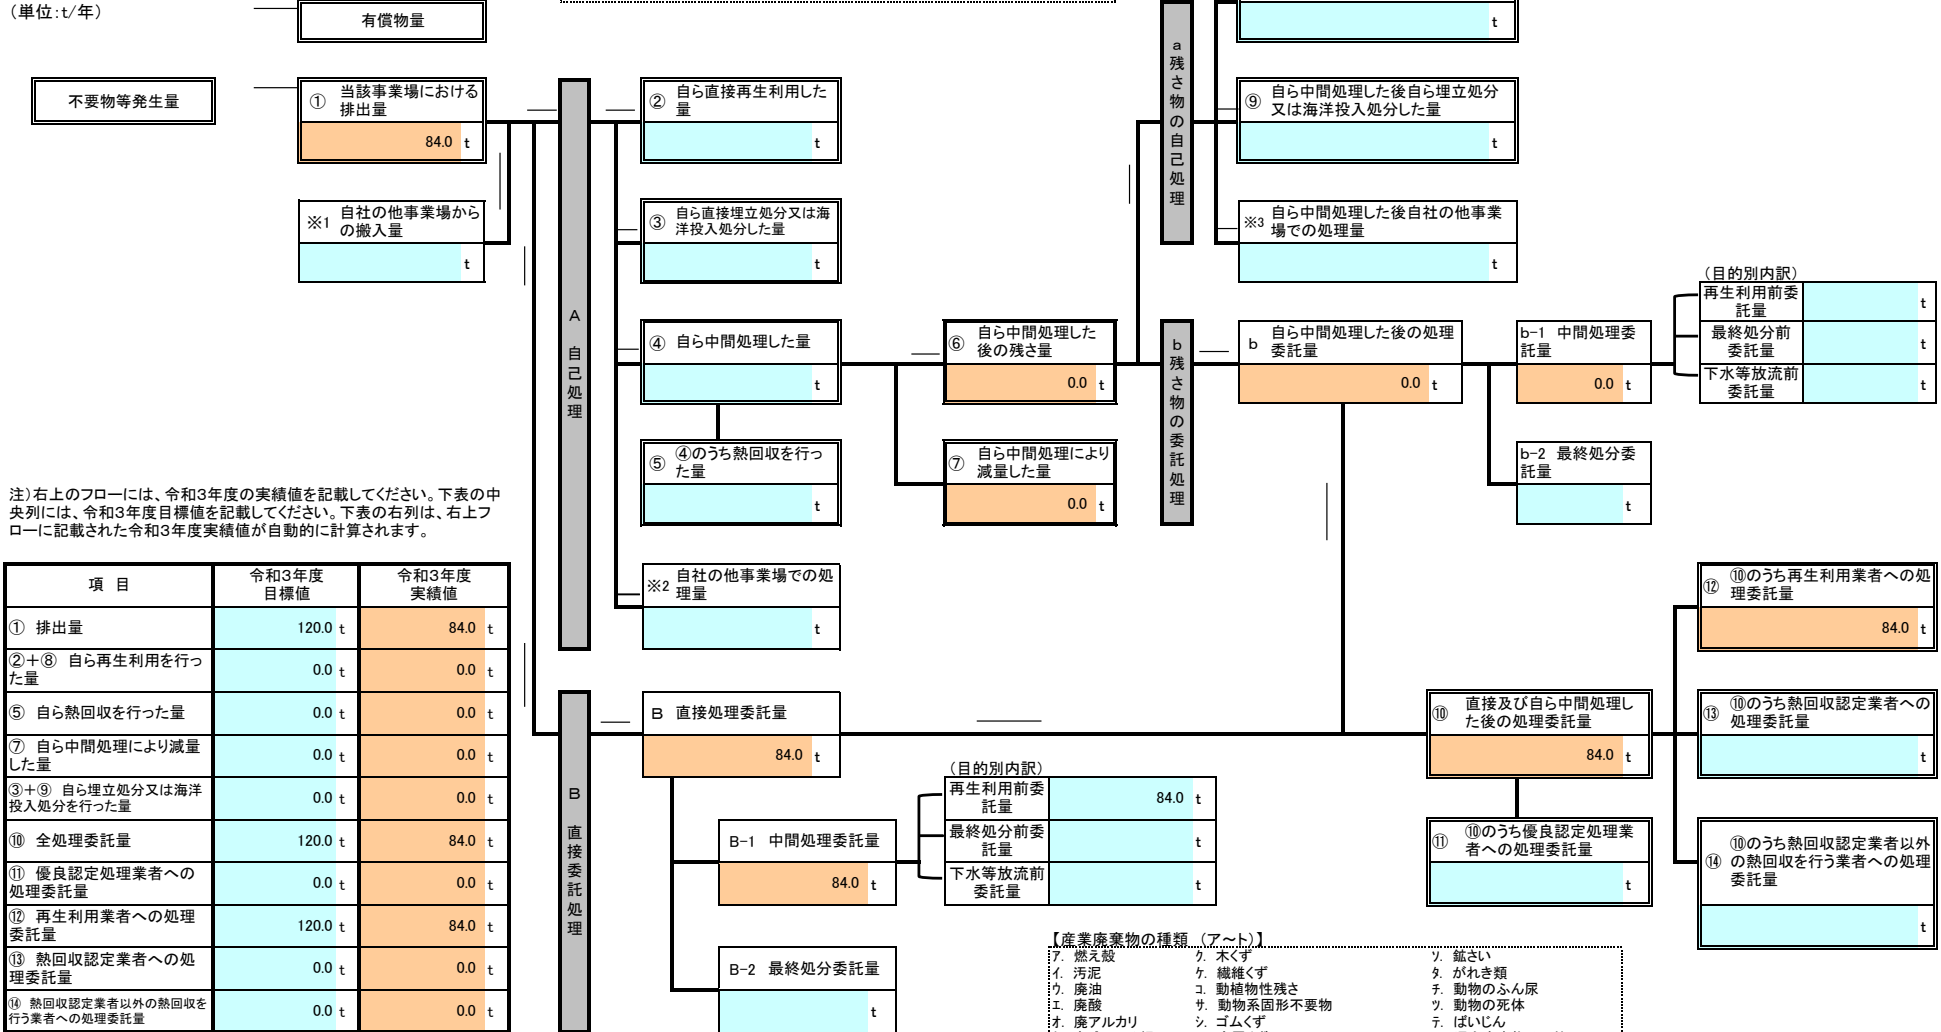 (単位:t/年)
有償物量
t
不要物等発生量
① 当該事業場における
排出量
84.0 t
※1 自社の他事業場から
の搬入量
t
A 自己処理
② 自ら直接再生利用した
量
t
③ 自ら直接埋立処分又は海
洋投入処分した量
t
④ 自ら中間処理した量
t
⑤ ④のうち熱回収を行っ
た量
t
※2 自社の他事業場での処
理量
t
⑥ 自ら中間処理した
後の残さ量
0.0 t
⑦ 自ら中間処理により
減量した量
0.0 t
a 残さ物の自己処理
⑨ 自ら中間処理した後自ら埋立処分
又は海洋投入処分した量
t
※3 自ら中間処理した後自社の他事業
場での処理量
t
b 残さ物の委託処理
b 自ら中間処理した後の処理
委託量
0.0 t
b-1 中間処理委
託量
0.0 t
b-2 最終処分委
託量
t
(目的別内訳)
再生利用前委
託量
t
最終処分前
委託量
t
下水等放流前
委託量
t
注)右上のフローには、令和3年度の実績値を記載してください。下表の中
央列には、令和3年度目標値を記載してください。下表の右列は、右上フ
ローに記載された令和3年度実績値が自動的に計算されます。
項 目
令和3年度
目標値
令和3年度
実績値
① 排出量 120.0 t 84.0 t
②+⑧ 自ら再生利用を行っ
た量
0.0 t 0.0 t
⑤ 自ら熱回収を行った量 0.0 t 0.0 t
⑦ 自ら中間処理により減量
した量
0.0 t 0.0 t
③+⑨ 自ら埋立処分又は海洋
投入処分を行った量
0.0 t 0.0 t
⑩ 全処理委託量 120.0 t 84.0 t
⑪ 優良認定処理業者への
処理委託量
0.0 t 0.0 t
⑫ 再生利用業者への処理
委託量
120.0 t 84.0 t
⑬ 熱回収認定業者への処
理委託量
0.0 t 0.0 t
⑭ 熱回収認定業者以外の熱回収を
行う業者への処理委託量
0.0 t 0.0 t
B 直接委託処理
B 直接処理委託量
84.0 t
B-1 中間処理委託量
84.0 t
B-2 最終処分委託量
t
(目的別内訳)
再生利用前委
託量
84.0 t
最終処分前委
託量
t
下水等放流前
委託量
t
⑩ 直接及び自ら中間処理し
た後の処理委託量
84.0 t
⑪ ⑩のうち優良認定処理業
者への処理委託量
t
⑫ ⑩のうち再生利用業者への処
理委託量
84.0 t
⑬ ⑩のうち熱回収認定業者への
処理委託量
t
⑭ ⑩のうち熱回収認定業者以外
の熱回収を行う業者への処理
委託量
t
【産業廃棄物の種類 (ア~ト)】
ア. 燃え殻 ク. 木くず ソ. 鉱さい
イ. 汚泥 ケ. 繊維くず タ. がれき類
ウ. 廃油 コ. 動植物性残さ チ. 動物のふん尿
エ. 廃酸 サ. 動物系固形不要物 ツ. 動物の死体
オ. 廃アルカリ シ. ゴムくず テ. ばいじん